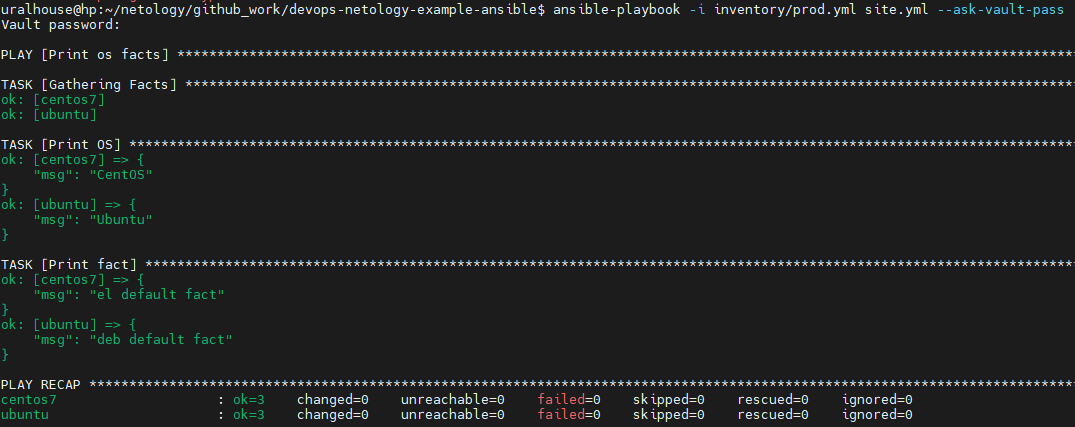 uralhouse@hp:~/netology/github_work/devops-netology-example-ansible$ ansible-playbook -i inventory/prod.yml site.yml --ask-vault-pass
Vault password:

PLAY [Print os facts] ****************************************************************************************************************

TASK [Gathering Facts] ***************************************************************************************************************
ok: [centos7]
ok: [ubuntu]

TASK [Print OS] **********************************************************************************************************************
ok: [centos7] => {
    "msg": "CentOS"
}
ok: [ubuntu] => {
    "msg": "Ubuntu"
}

TASK [Print fact] ********************************************************************************************************************
ok: [centos7] => {
    "msg": "el default fact"
}
ok: [ubuntu] => {
    "msg": "deb default fact"
}

PLAY RECAP ***************************************************************************************************************************
centos7                    : ok=3    changed=0    unreachable=0    failed=0    skipped=0    rescued=0    ignored=0
ubuntu                     : ok=3    changed=0    unreachable=0    failed=0    skipped=0    rescued=0    ignored=0